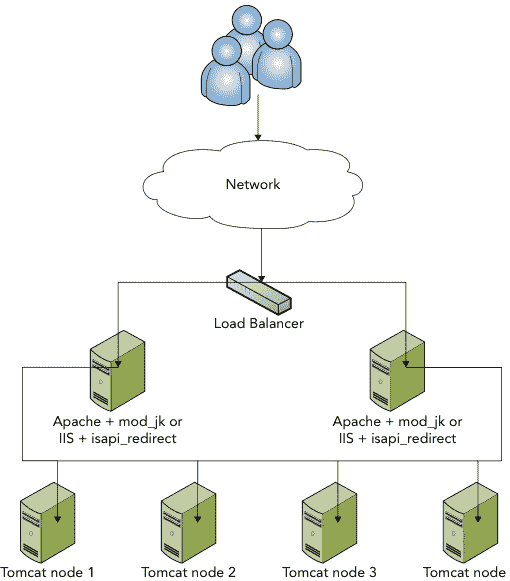 Network
Load Balancer
Apache + mod_jk or
IIS + isapi_redirect
Apache + mod_jk or
IIS + isapi_redirect
Tomcat node 1
Tomcat node 2
Tomcat node 3
Tomcat node